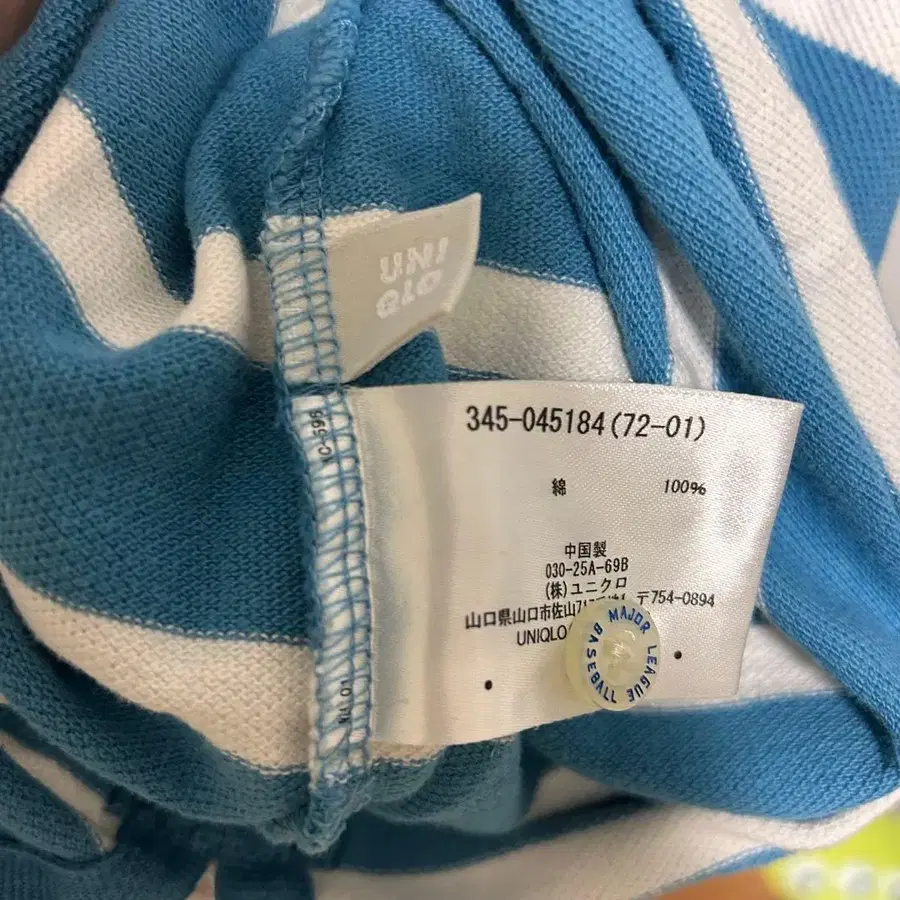 UNI
QLO
345-045184(72-01)
綿 100%
中国製
030-25A-69B
(株)ユニクロ
山口県山口市佐山 〒754-0894
UNIQLO
MAJOR LEAGUE BASEBALL